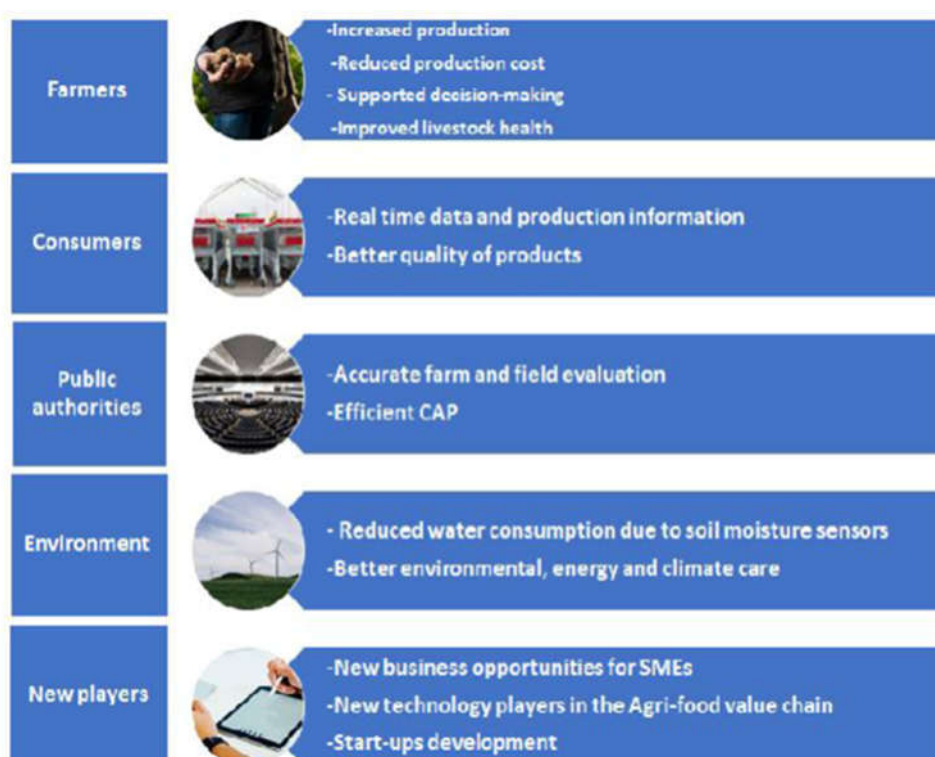 Farmers
-Increased production
-Reduced production cost
- Supported decision-making
-Improved livestock health
Consumers
-Real time data and production information
-Better quality of products
Public
authorities
-Accurate farm and field evaluation
-Efficient CAP
Environment
- Reduced water consumption due to soil moisture sensors
-Better environmental, energy and climate care
New players
-New business opportunities for SMEs
-New technology players in the Agri-food value chain
-Start-ups development